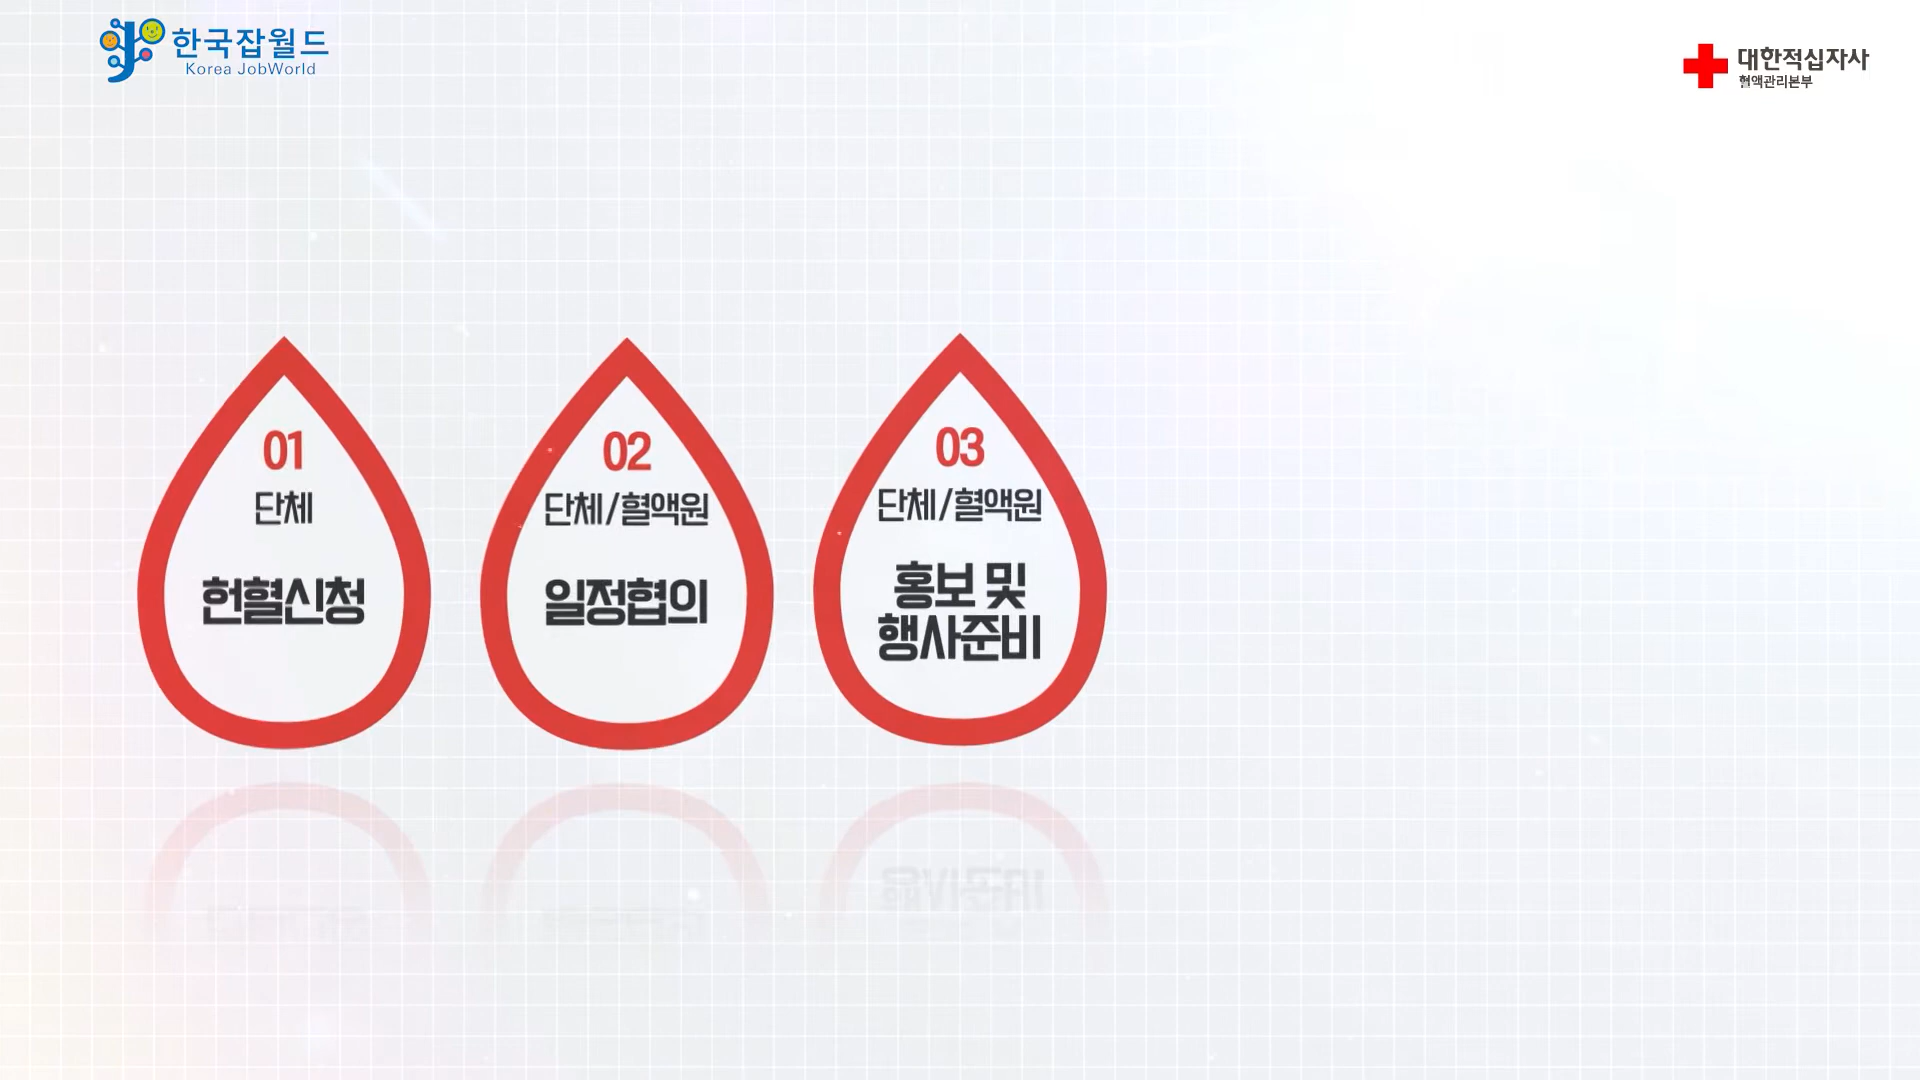 한국잡월드
Korea JobWorld
대한적십자사
혈액관리본부
01
단체
헌혈신청
02
단체/혈액원
일정협의
03
단체/혈액원
홍보 및
행사준비